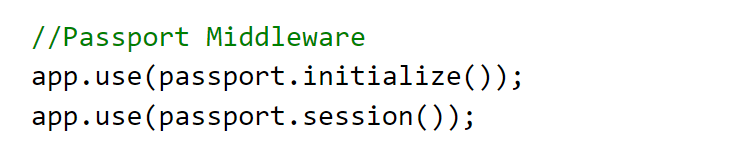 //Passport Middleware
app.use(passport.initialize());
app.use(passport.session());